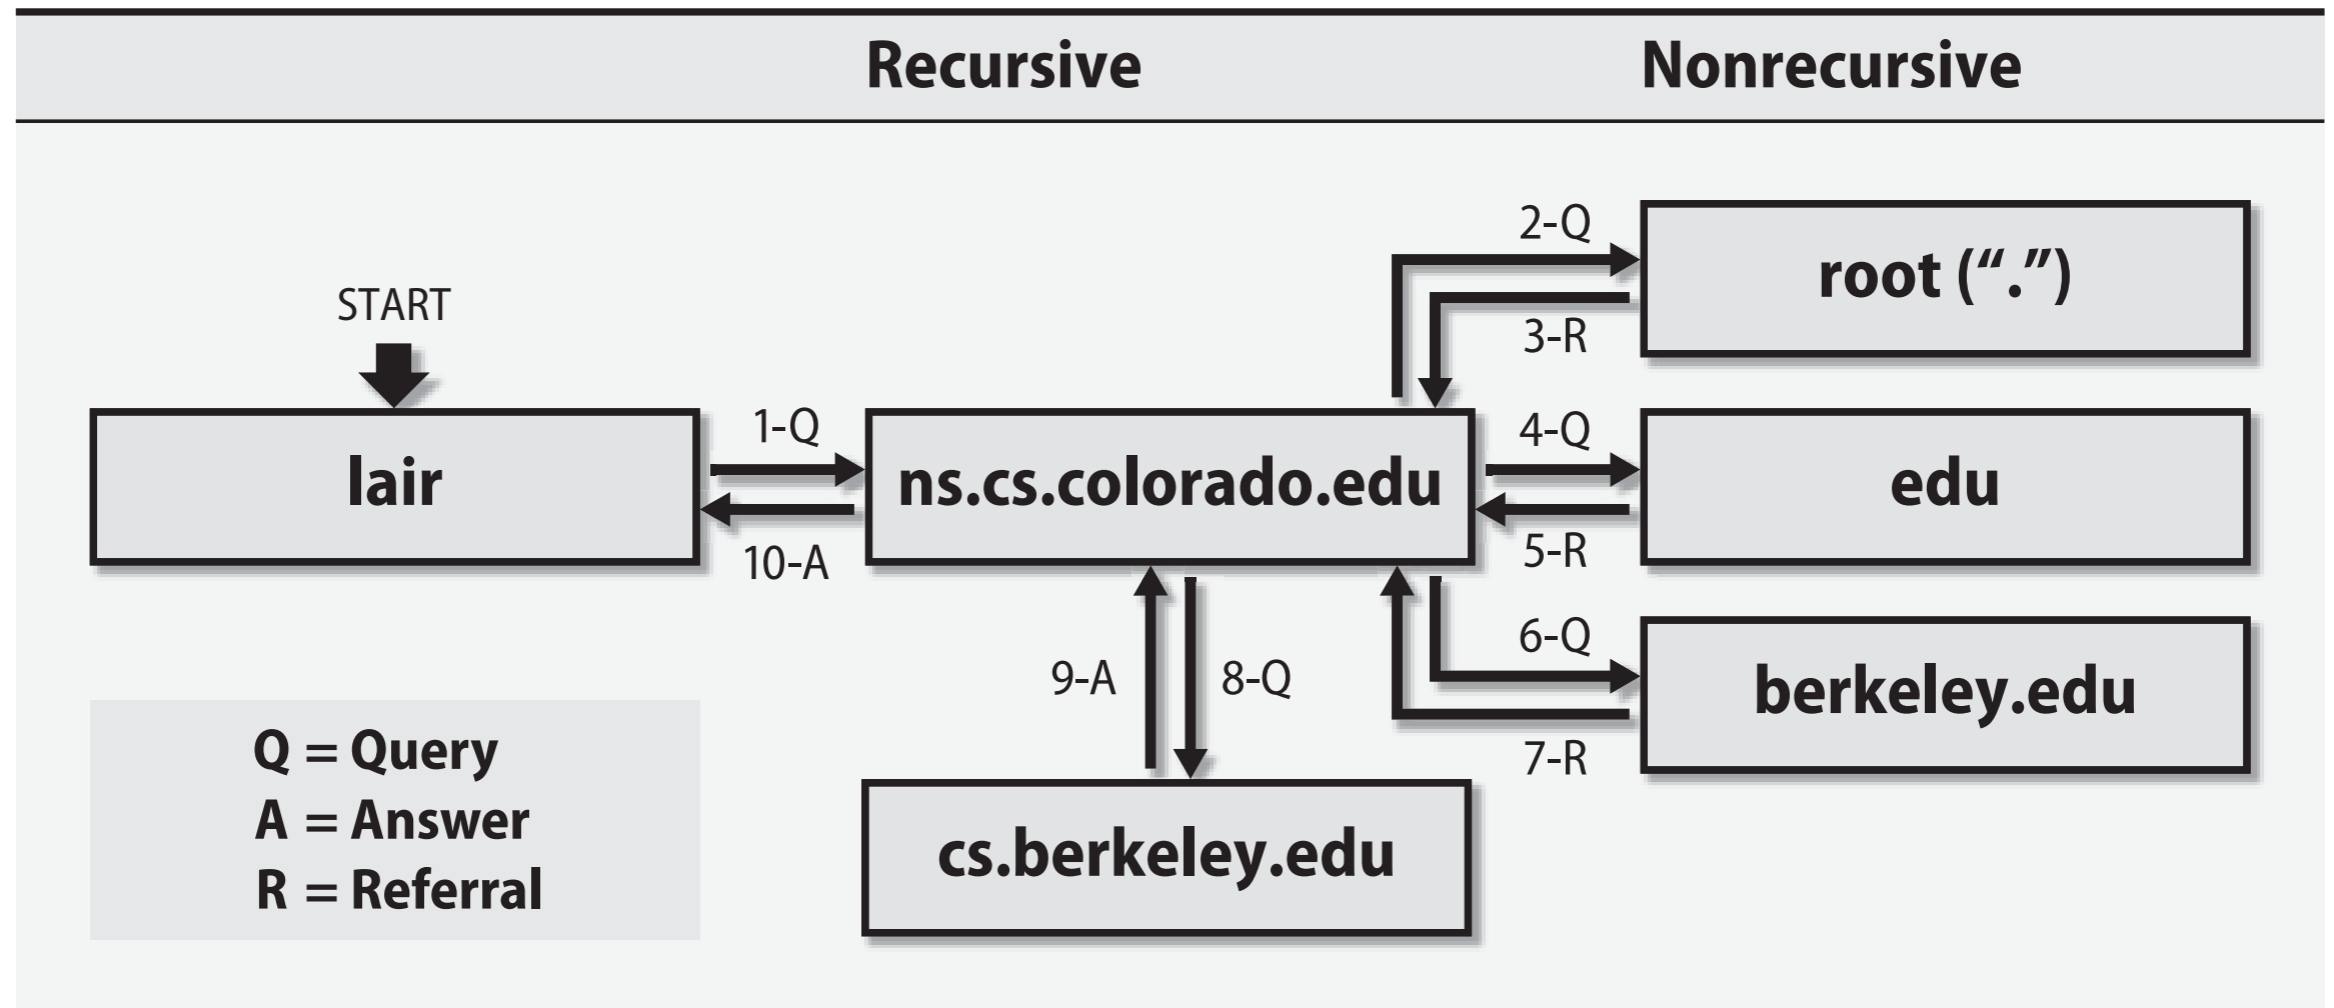 Recursive Nonrecursive
2-Q
root (“.”)
START
3-R
1-Q
4-Q
lair
ns.cs.colorado.edu
edu
10-A
5-R
6-Q
9-A
8-Q
berkeley.edu
7-R
Q = Query
A = Answer
R = Referral
cs.berkeley.edu